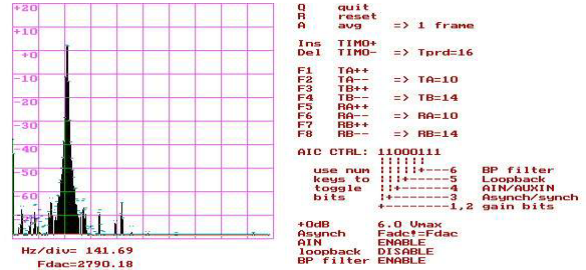 +20
+10
0
-10
-20
-30
-40
-50
-60
Hz/div= 141.69
Fdac=2790.18
Q quit
R reset
A avg => 1 frame
Ins TIMO+
Del TIMO- => Tprd=16
F1 TA++
F2 TA-- => TA=10
F3 TB++
F4 TB-- => TB=14
F5 RA++
F6 RA-- => RA=10
F7 RB++
F8 RB-- => RB=14
AIC CTRL: 11000111
||||||
use num |||||+---6 BP filter
keys to |||+-----5 Loopback
toggle ||+------4 AIN/AUXIN
bits |+-------3 Asynch/synch
+--------1,2 gain bits
+0dB 6.0 Vmax
Asynch Fadc!=Fdac
AIN ENABLE
loopback DISABLE
BP filter ENABLE